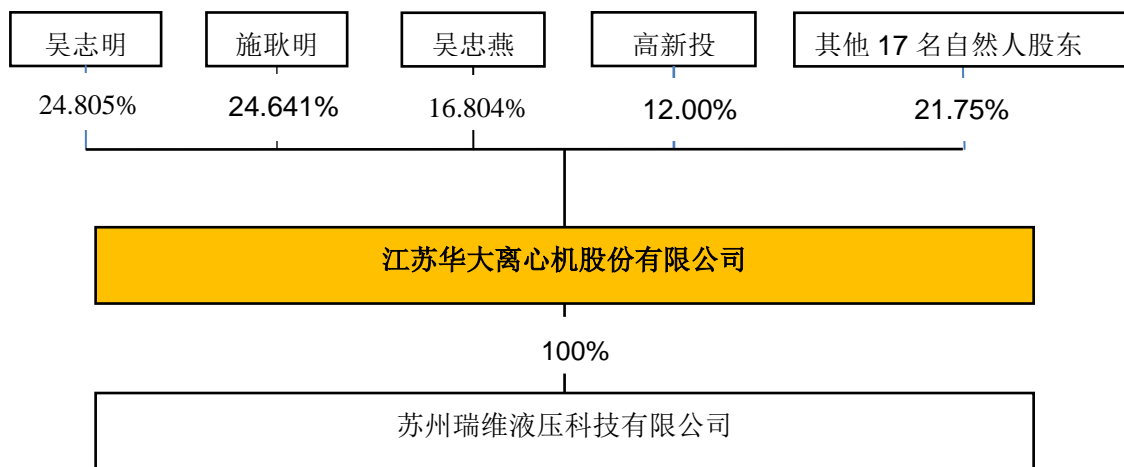 吴志明 施耿明 吴忠燕 高新投 其他 17 名自然人股东
24.805% 24.641% 16.804% 12.00% 21.75%
江苏华大离心机股份有限公司
100%
苏州瑞维液压科技有限公司